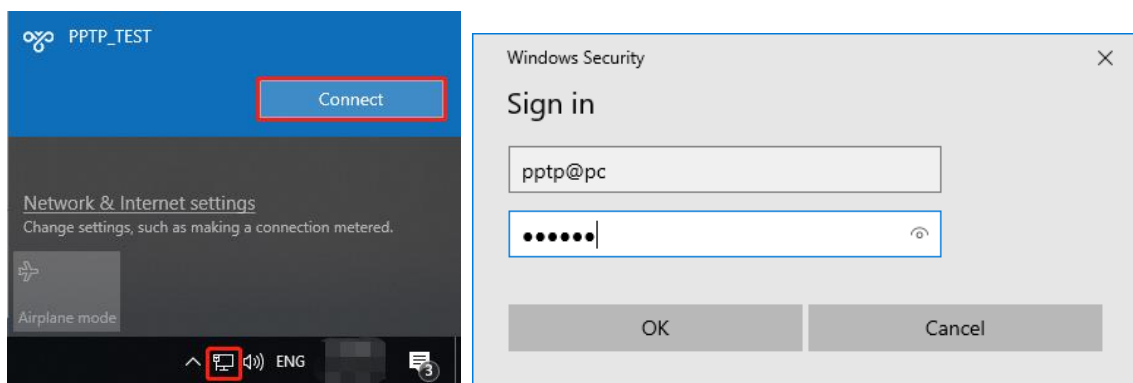 PPTP_TEST
Connect
Network & Internet settings
Change settings, such as making a connection metered.
Airplane mode
ENG
3
Windows Security
Sign in
pptp@pc
●●●●●●
OK
Cancel